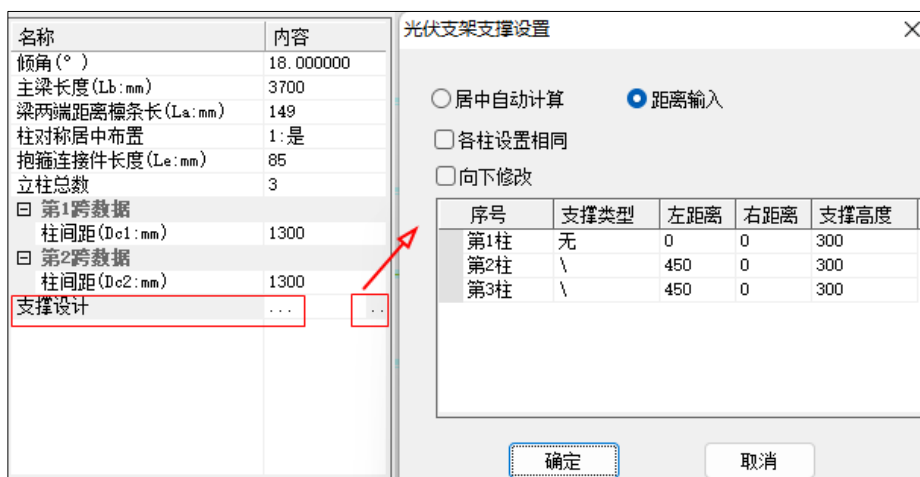 名称 内容
倾角(° ) 18.000000
主梁长度(Lb:mm) 3700
梁两端距离檩条长(La:mm) 149
柱对称居中布置 1:是
抱箍连接件长度(Le:mm) 85
立柱总数 3
第1跨数据
柱间距(Dc1:mm) 1300
第2跨数据
柱间距(Dc2:mm) 1300
支撑设计 ... ..
光伏支架支撑设置
居中自动计算 距离输入
各柱设置相同
向下修改
序号 支撑类型 左距离 右距离 支撑高度
第1柱 无 0 0 300
第2柱 \ 450 0 300
第3柱 \ 450 0 300
确定 取消